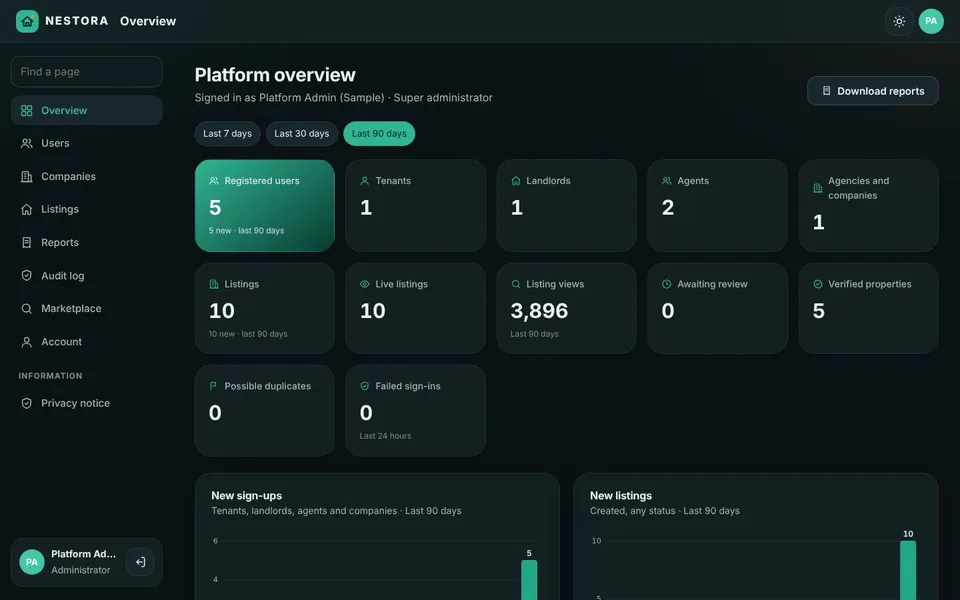 NESTORA Overview
PA
Find a page
Overview
Users
Companies
Listings
Reports
Audit log
Marketplace
Account
INFORMATION
Privacy notice
PA
Platform Ad...
Administrator
Platform overview
Signed in as Platform Admin (Sample) · Super administrator
Download reports
Last 7 days
Last 30 days
Last 90 days
Registered users
5
5 new · last 90 days
Tenants
1
Landlords
1
Agents
2
Agencies and
companies
1
Listings
10
10 new · last 90 days
Live listings
10
Listing views
3,896
Last 90 days
Awaiting review
0
Verified properties
5
Possible duplicates
0
Failed sign-ins
0
Last 24 hours
New sign-ups
Tenants, landlords, agents and companies · Last 90 days
6
5
4
New listings
Created, any status · Last 90 days
10
10
5